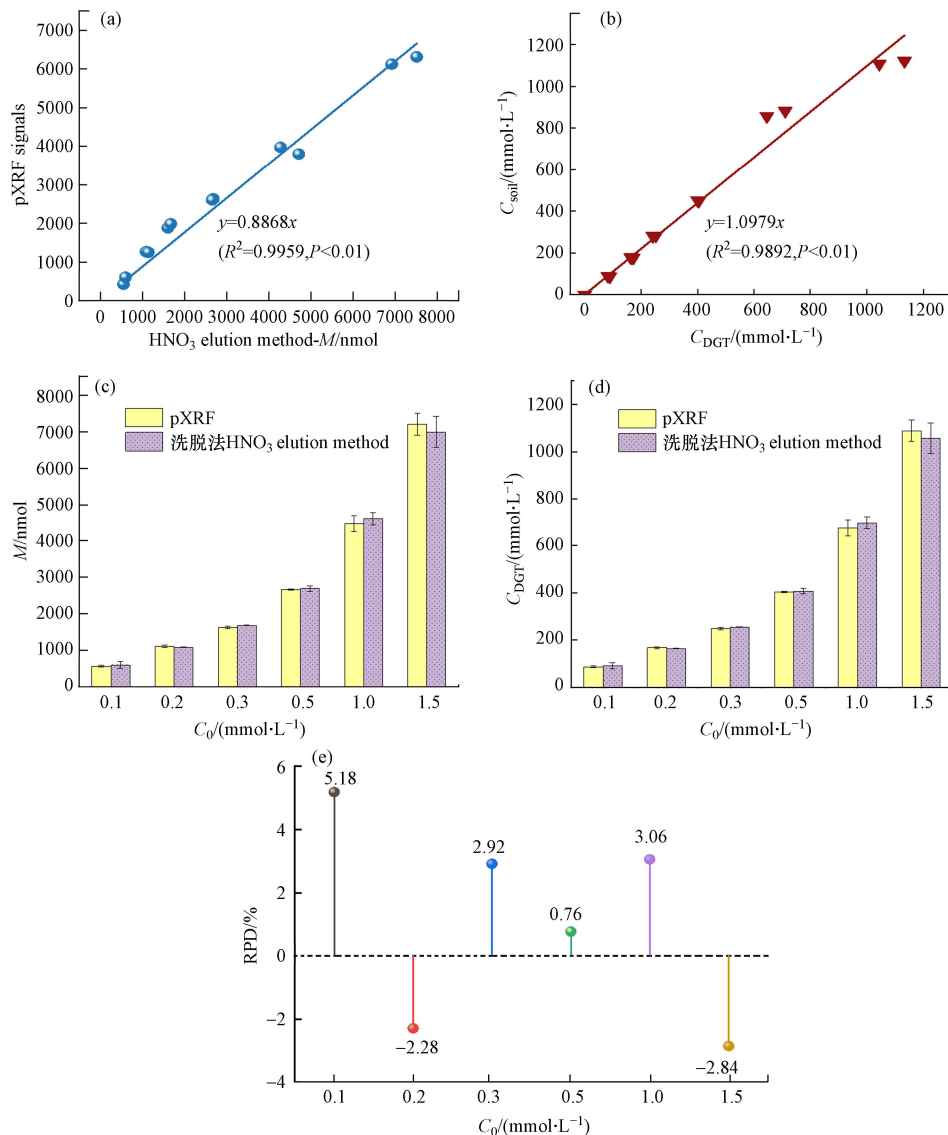 (a)
7000
6000
5000
4000
3000
2000
1000
0
pXRF signals
y=0.8868x
(R²=0.9959,P<0.01)
0 1000 2000 3000 4000 5000 6000 7000 8000
HNO₃ elution method-M/nmol
(b)
1200
1000
800
600
400
200
0
C_soil/(mmol·L⁻¹)
y=1.0979x
(R²=0.9892,P<0.01)
0 200 400 600 800 1000 1200
C_DGT/(mmol·L⁻¹)
(c)
8000
7000
6000
5000
4000
3000
2000
1000
0
M/nmol
pXRF
洗脱法HNO₃ elution method
0.1 0.2 0.3 0.5 1.0 1.5
C₀/(mmol·L⁻¹)
(d)
1200
1000
800
600
400
200
0
C_DGT/(mmol·L⁻¹)
pXRF
洗脱法HNO₃ elution method
0.1 0.2 0.3 0.5 1.0 1.5
C₀/(mmol·L⁻¹)
(e)
6
4
2
0
−2
−4
RPD/%
5.18
−2.28
2.92
0.76
3.06
−2.84
0.1 0.2 0.3 0.5 1.0 1.5
C₀/(mmol·L⁻¹)